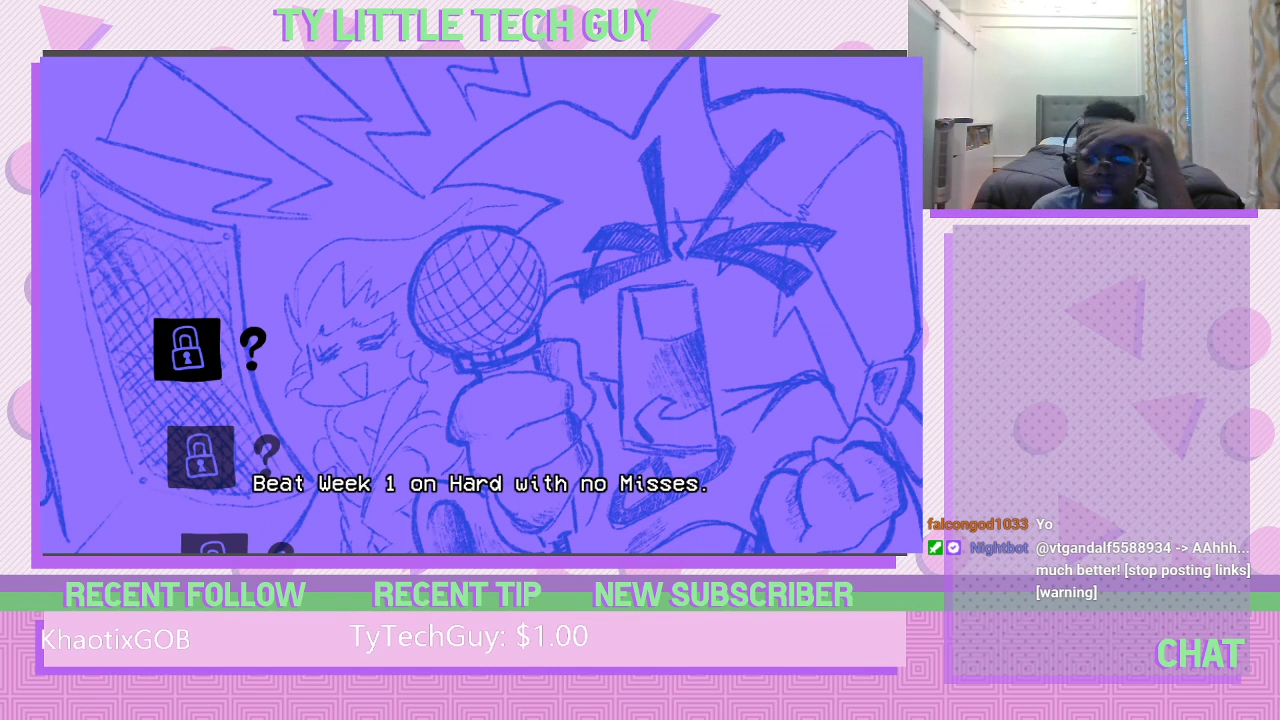 TY LITTLE TECH GUY
?
?
Beat Week 1 on Hard with no Misses.
falcongod1033 Yo
Nightbot @vtgandalf5588934 -> AAhhh...
much better! [stop posting links]
[warning]
RECENT FOLLOW RECENT TIP NEW SUBSCRIBER
KhaotixGOB TyTechGuy: $1.00
CHAT